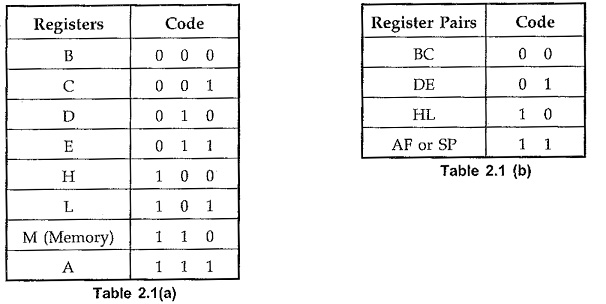 Registers Code
B 0 0 0
C 0 0 1
D 0 1 0
E 0 1 1
H 1 0 0
L 1 0 1
M (Memory) 1 1 0
A 1 1 1
Table 2.1(a)
Register Pairs Code
BC 0 0
DE 0 1
HL 1 0
AF or SP 1 1
Table 2.1 (b)